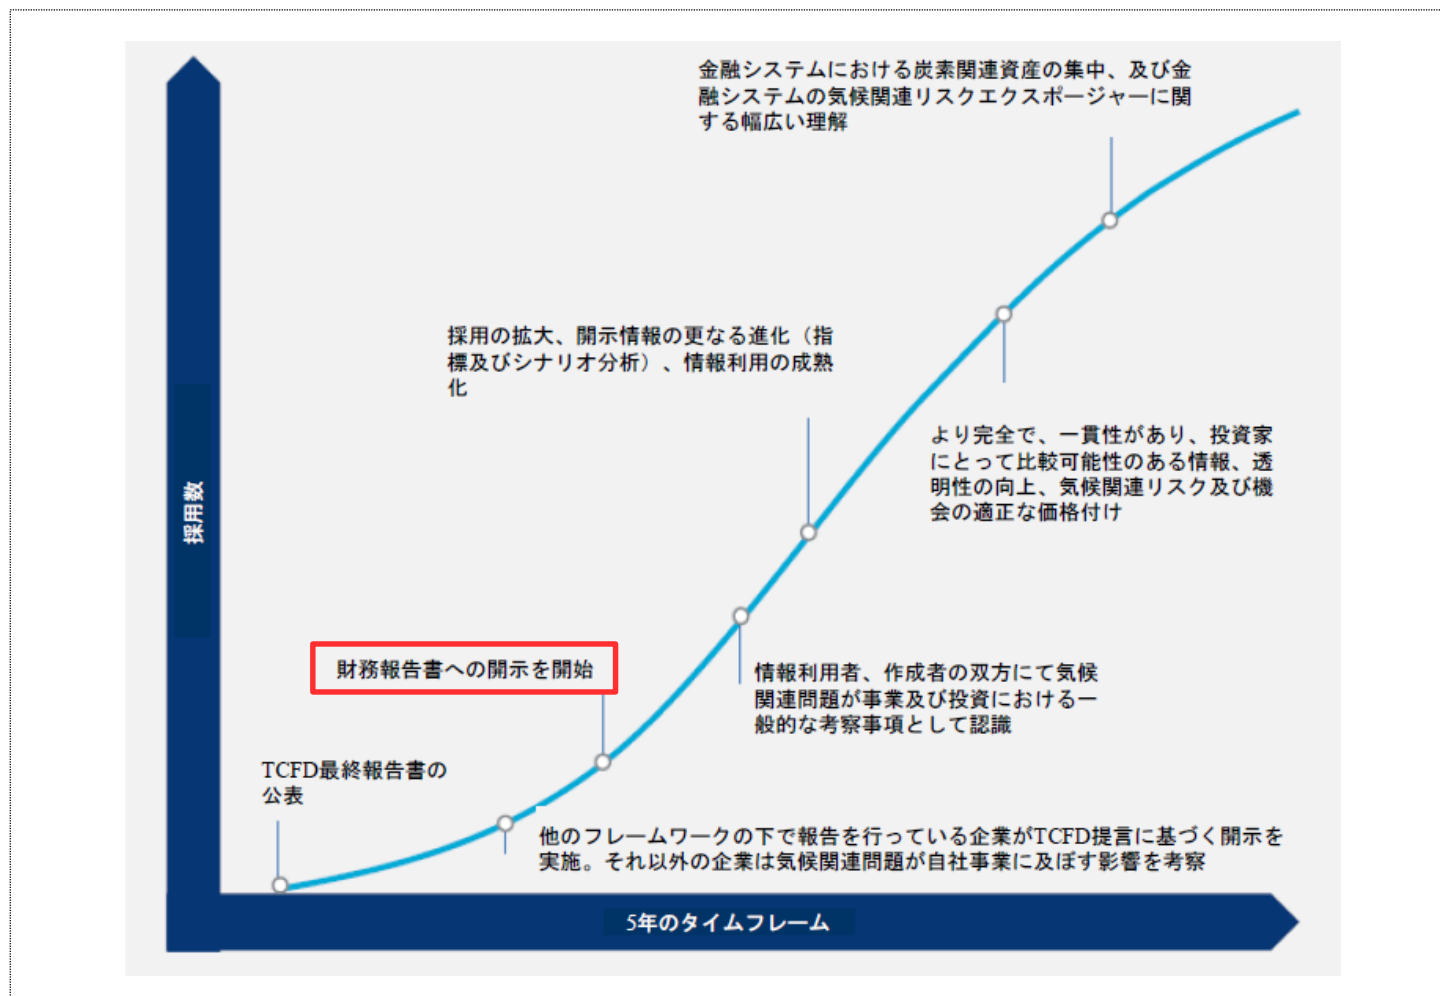 金融システムにおける炭素関連資産の集中、及び金
融システムの気候関連リスクエクスポージャーに関
する幅広い理解
採用の拡大、開示情報の更なる進化（指
標及びシナリオ分析）、情報利用の成熟
化
より完全で、一貫性があり、投資家
にとって比較可能性のある情報、透
明性の向上、気候関連リスク及び機
会の適正な価格付け
採用数
財務報告書への開示を開始
情報利用者、作成者の双方にて気候
関連問題が事業及び投資における一
般的な考察事項として認識
TCFD最終報告書の
公表
他のフレームワークの下で報告を行っている企業がTCFD提言に基づく開示を
実施。それ以外の企業は気候関連問題が自社事業に及ぼす影響を考察
5年のタイムフレーム